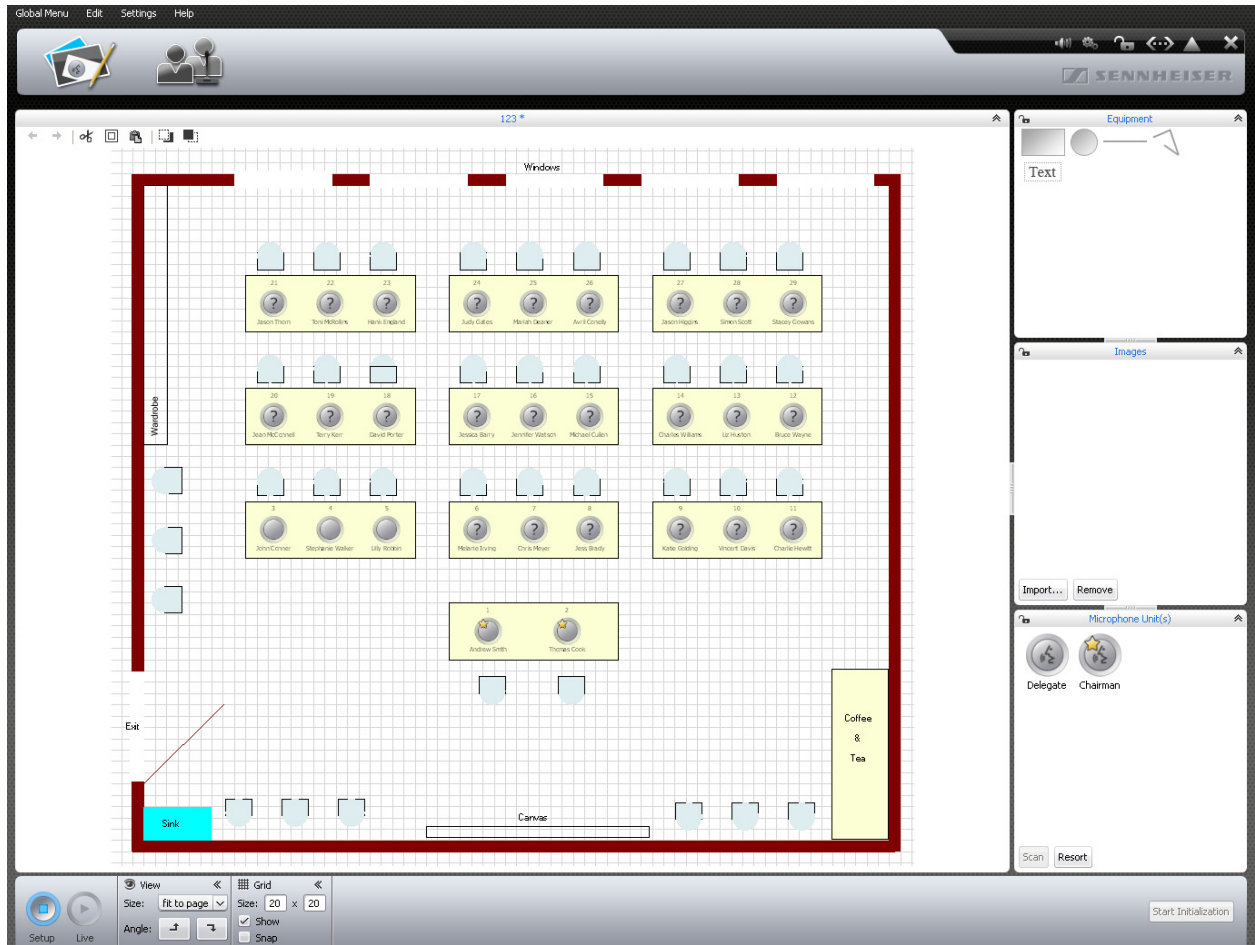 Global Menu Edit Settings Help
SENNHEISER
123 *
Equipment
Text
Windows
Wardrobe
21 22 23 24 25 26 27 28 29
? ? ? ? ? ? ? ? ?
Jason Thorn Toni McRollins Hank England Judy Gates Mariah Deaner Avril Conelly Jason Higgins Simon Scott Stacey Gowans
Images
20 19 18 17 16 15 14 13 12
? ? ? ? ? ? ? ? ?
Jean McConnell Terry Kerr David Porter Jessica Barry Jennifer Watson Michael Cullen Charles Williams Liz Huston Bruce Wayne
3 4 5 6 7 8 9 10 11
? ? ? ? ? ?
John Conner Stephanie Walker Lilly Melanie Irving Chris Meyer Jess Brady Katie Golding Vincent Davis Charlie Hewitt
Import... Remove
1 2
Andrew Smith Thomas Cook
Microphone Unit(s)
Delegate Chairman
Exit
Coffee
&
Tea
Sink
Canvas
Scan Resort
View Grid
Size: fit to page Size: 20 x 20
Angle: Show
Snap
Setup Live
Start Initialization